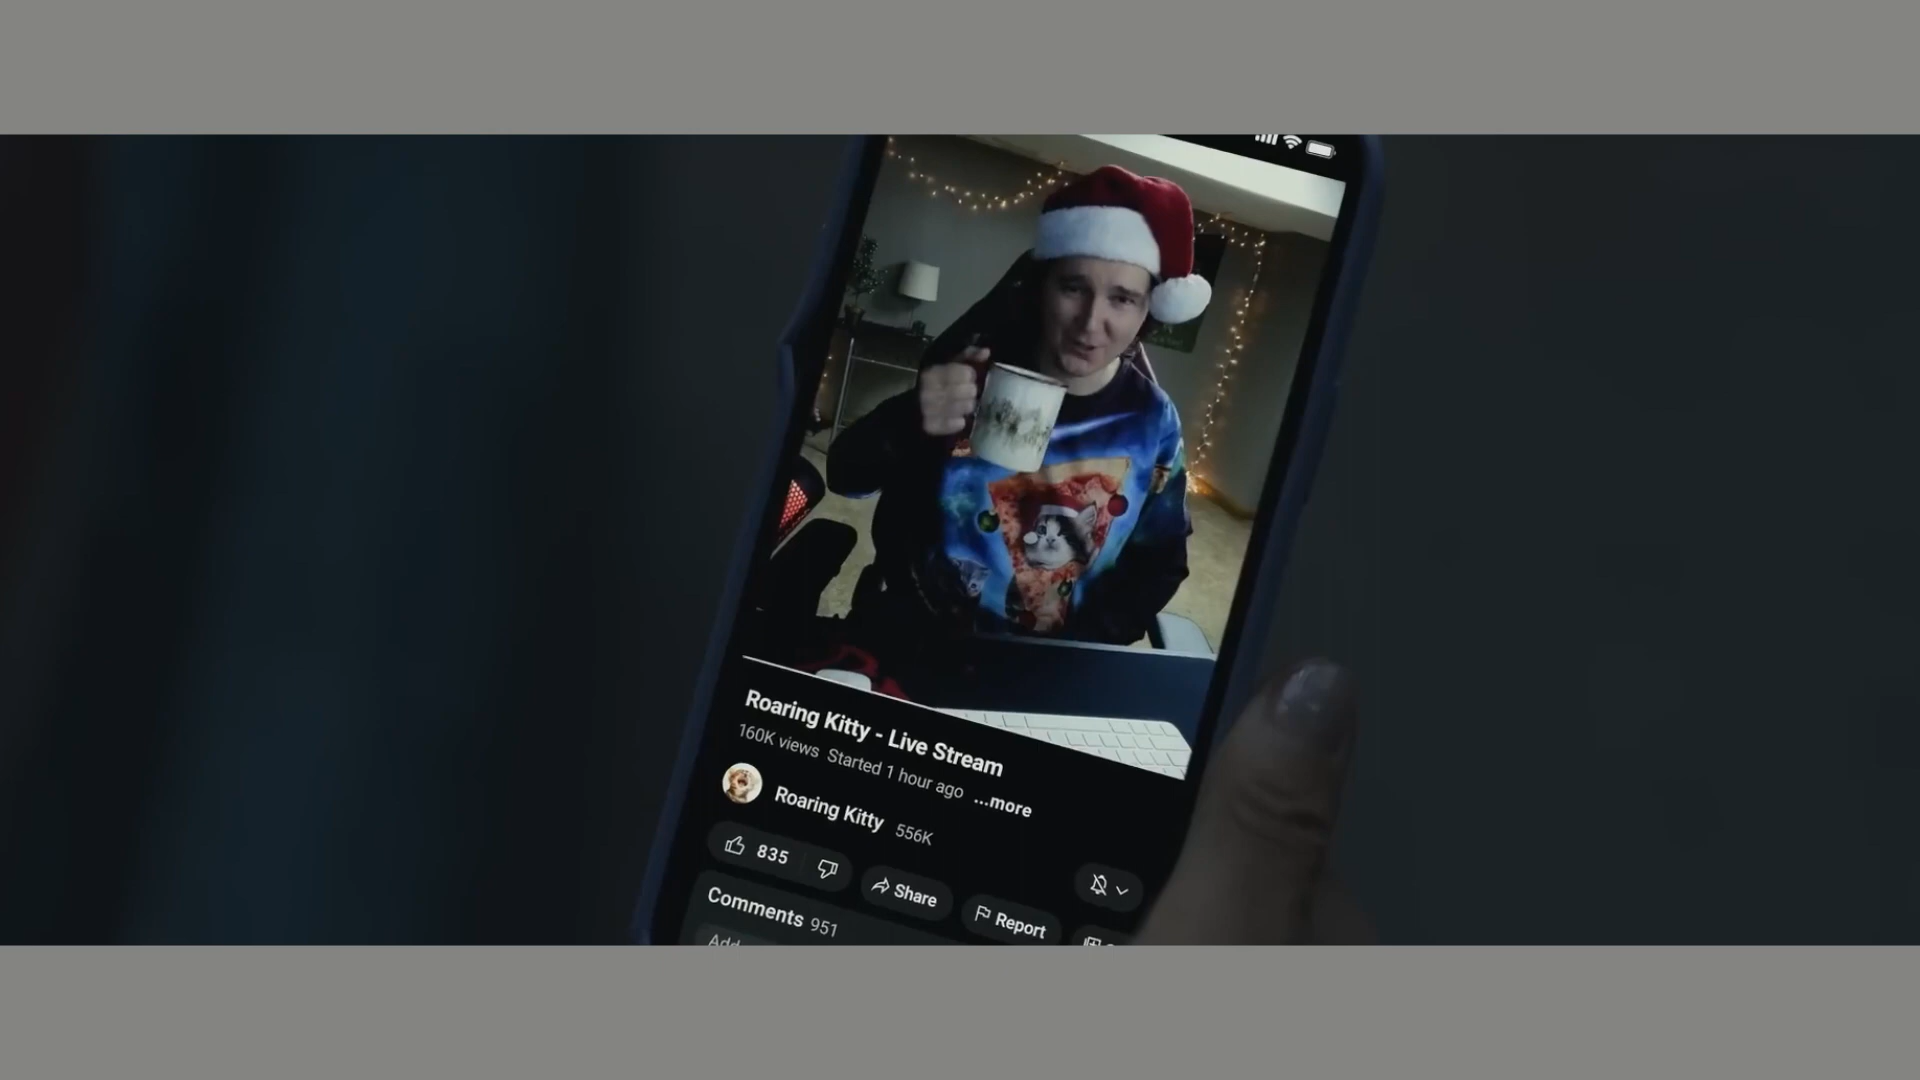 Roaring Kitty - Live Stream
160K views Started 1 hour ago ...more
Roaring Kitty 556K
835
Share
Report
Comments 951